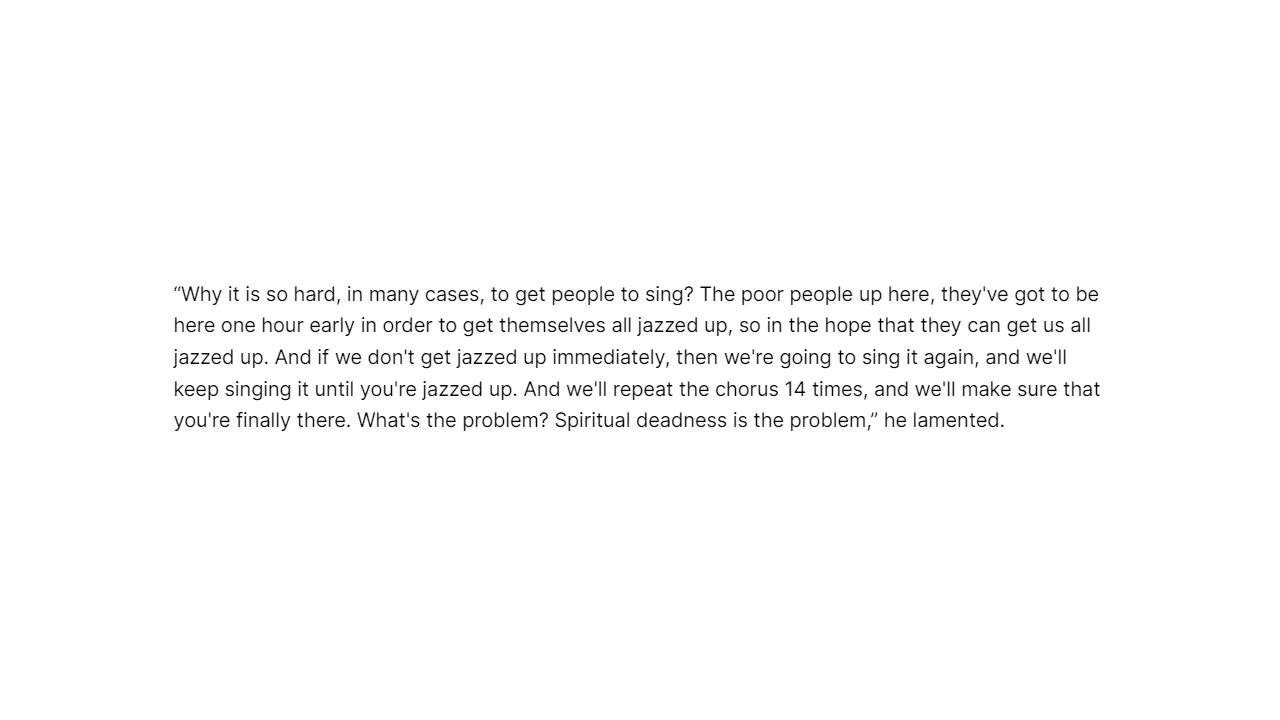 “Why it is so hard, in many cases, to get people to sing? The poor people up here, they've got to be
here one hour early in order to get themselves all jazzed up, so in the hope that they can get us all
jazzed up. And if we don't get jazzed up immediately, then we're going to sing it again, and we'll
keep singing it until you're jazzed up. And we'll repeat the chorus 14 times, and we'll make sure that
you're finally there. What's the problem? Spiritual deadness is the problem,” he lamented.